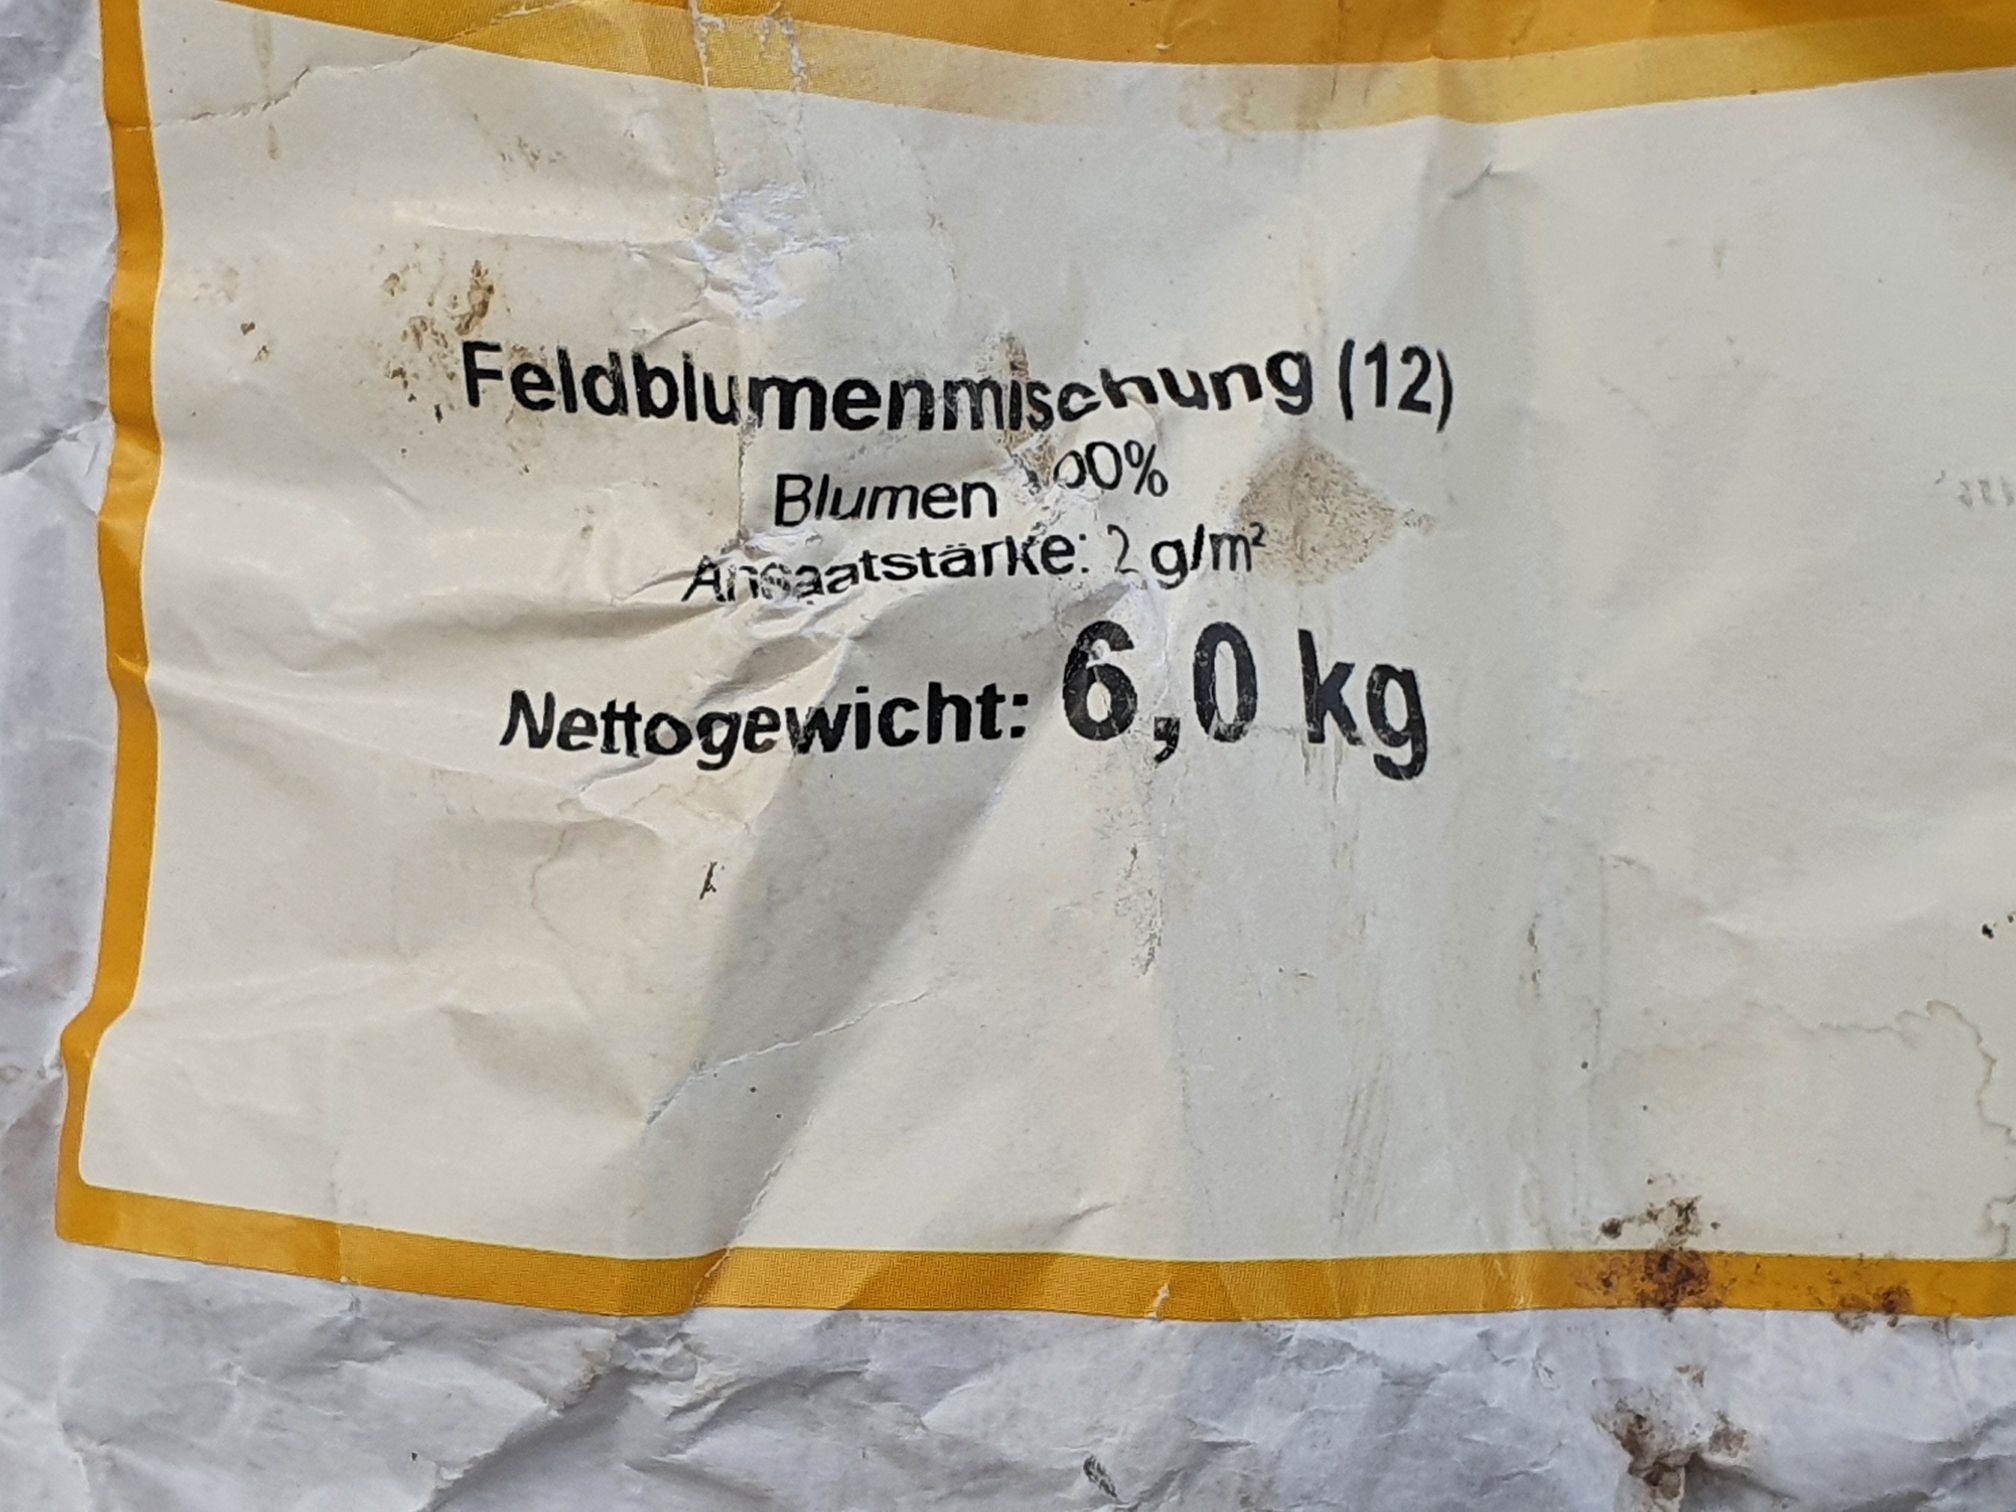 Feldblumenmischung (12)
Blumen 100%
Ansaatstärke: 2 g/m²
Nettogewicht: 6,0 kg